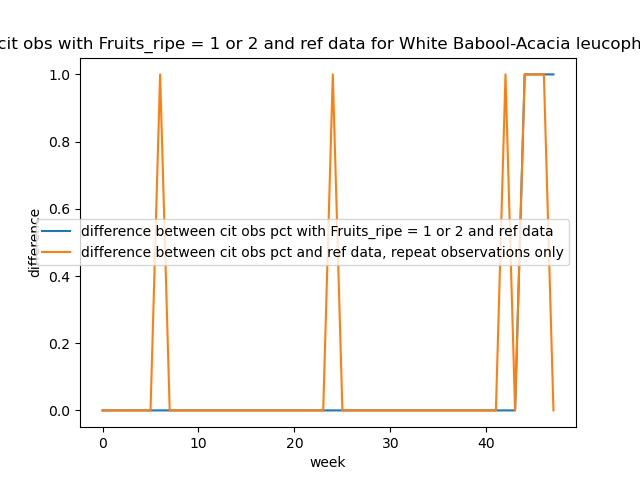 cit obs with Fruits_ripe = 1 or 2 and ref data for White Babool-Acacia leucoph
1.0
0.8
0.6
0.4
0.2
0.0
difference
difference between cit obs pct with Fruits_ripe = 1 or 2 and ref data
difference between cit obs pct and ref data, repeat observations only
0 10 20 30 40
week